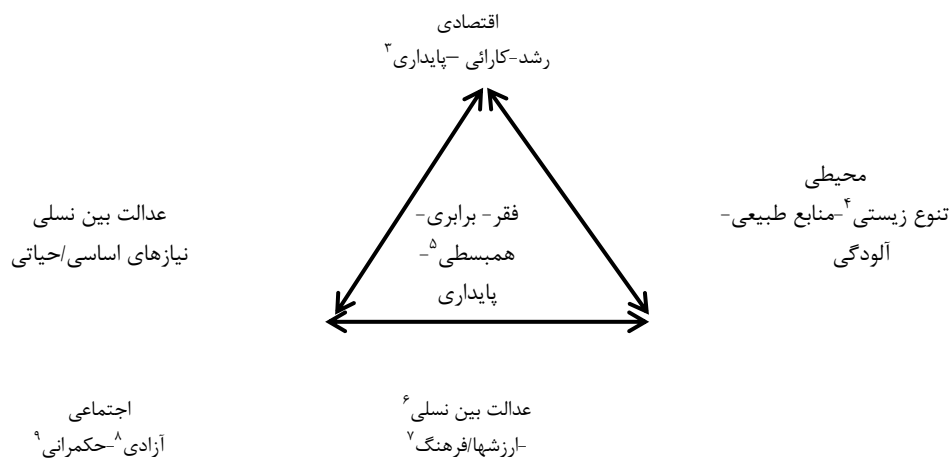 اقتصادی
رشد-کارائی –پایداری۳
محیطی
تنوع زیستی۴-منابع طبیعی-
آلودگی
فقر- برابری-
همبسطی۵-
پایداری
عدالت بین نسلی
نیازهای اساسی/حیاتی
عدالت بین نسلی۶
-ارزشها/فرهنگ۷
اجتماعی
آزادی۸-حکمرانی۹